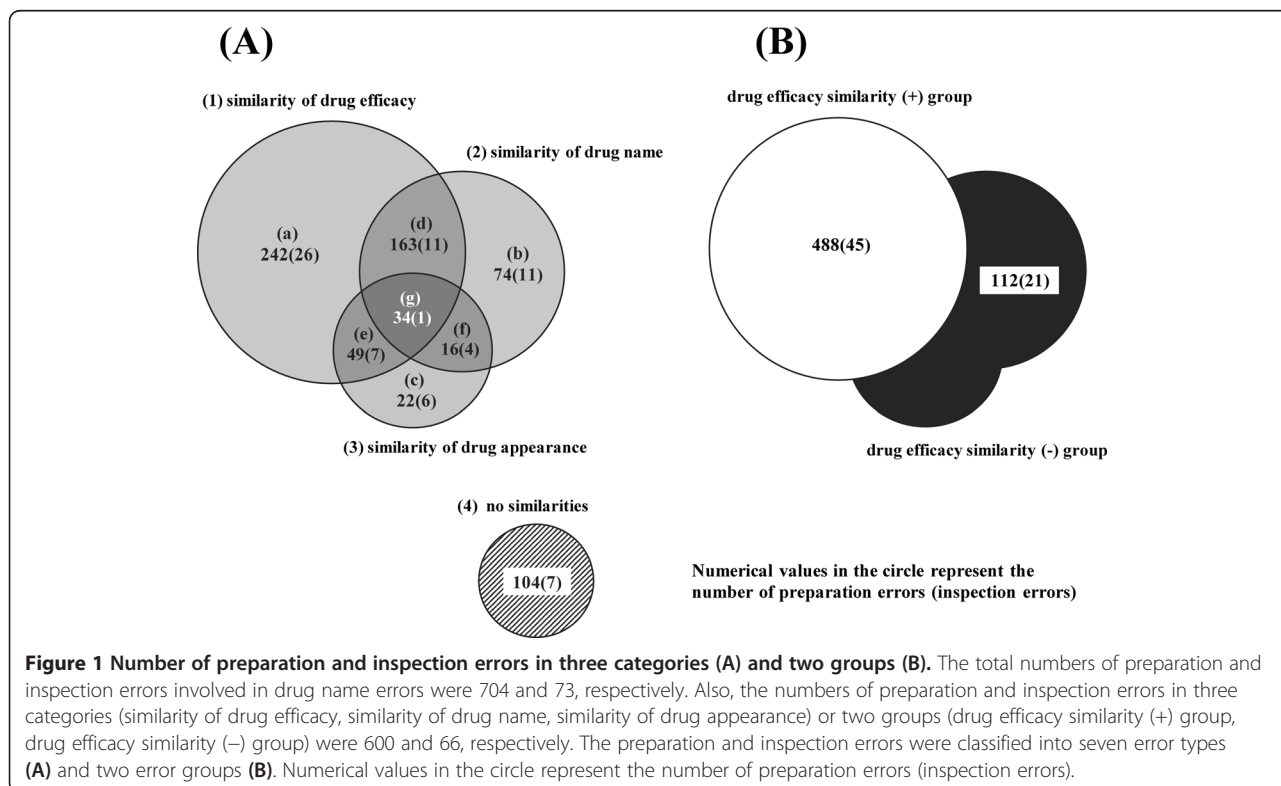 (A)
(1) similarity of drug efficacy
(2) similarity of drug name
(a)
242(26)
(d)
163(11)
(b)
74(11)
(g)
34(1)
(e)
49(7)
(f)
16(4)
(c)
22(6)
(3) similarity of drug appearance
(B)
drug efficacy similarity (+) group
488(45)
112(21)
drug efficacy similarity (-) group
(4) no similarities
104(7)
Numerical values in the circle represent the
number of preparation errors (inspection errors)
Figure 1 Number of preparation and inspection errors in three categories (A) and two groups (B). The total numbers of preparation and
inspection errors involved in drug name errors were 704 and 73, respectively. Also, the numbers of preparation and inspection errors in three
categories (similarity of drug efficacy, similarity of drug name, similarity of drug appearance) or two groups (drug efficacy similarity (+) group,
drug efficacy similarity (−) group) were 600 and 66, respectively. The preparation and inspection errors were classified into seven error types
(A) and two error groups (B). Numerical values in the circle represent the number of preparation errors (inspection errors).